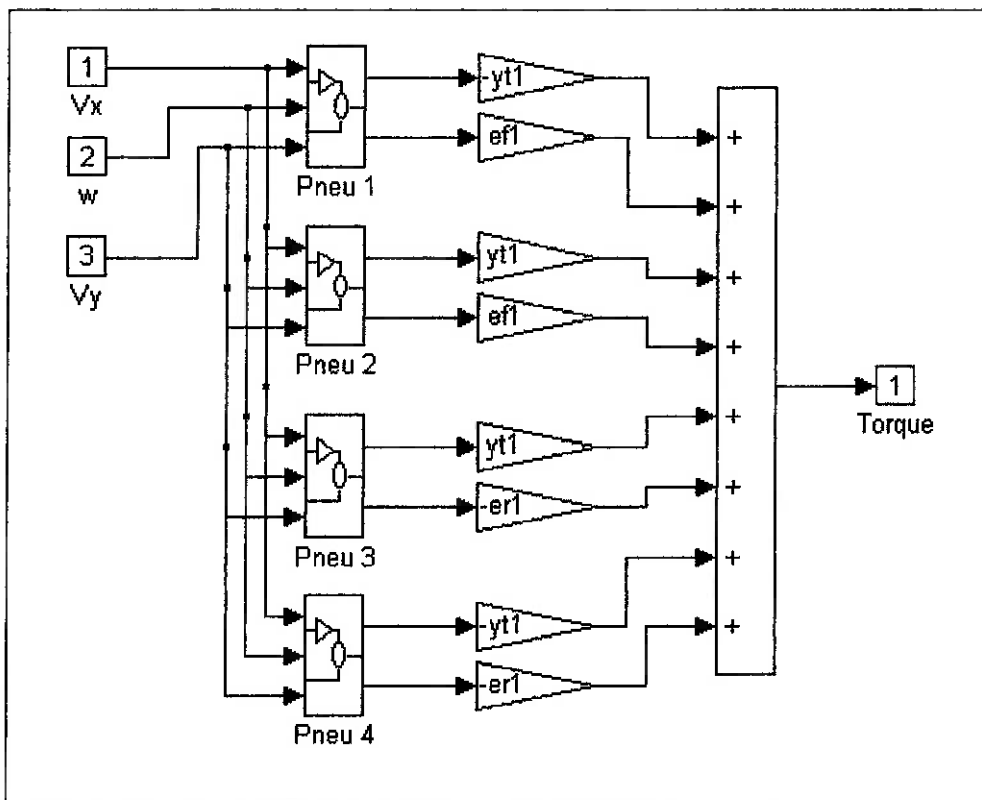 1
Vx
2
w
3
Vy
Pneu 1
-yt1
ef1
Pneu 2
yt1
ef1
Pneu 3
yt1
-er1
Pneu 4
-yt1
-er1
+
+
+
+
+
+
+
+
1
Torque